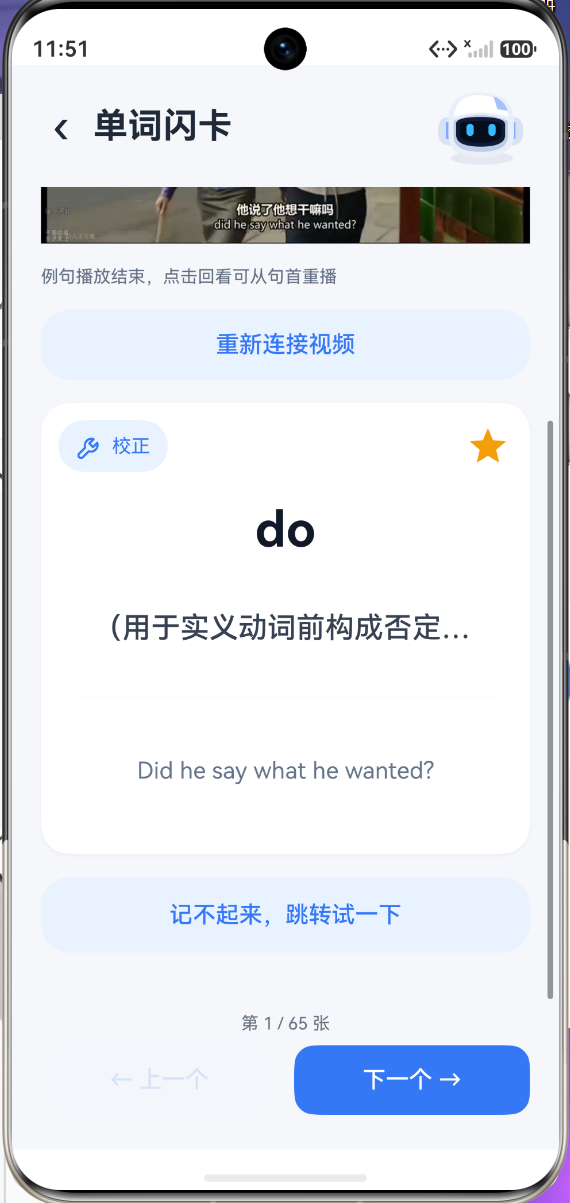 11:51
100
单词闪卡
他说了他想干嘛吗
did he say what he wanted?
例句播放结束，点击回看可从句首重播
重新连接视频
校正
do
（用于实义动词前构成否定...
Did he say what he wanted?
记不起来，跳转试一下
第 1 / 65 张
← 上一个
下一个 →